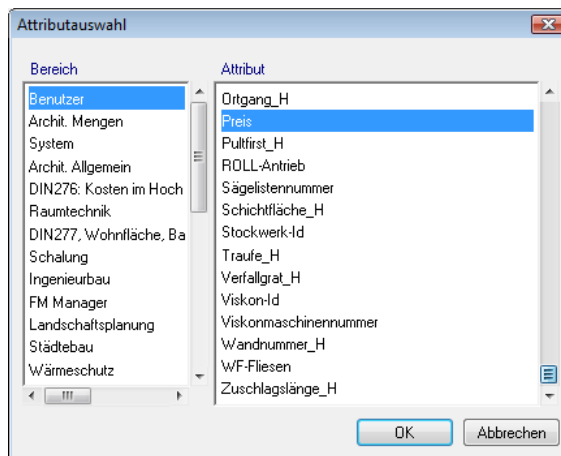 Attributauswahl
Bereich
Benutzer
Archit. Mengen
System
Archit. Allgemein
DIN276: Kosten im Hoch
Raumtechnik
DIN277, Wohnfläche, Ba
Schalung
Ingenieurbau
FM Manager
Landschaftsplanung
Städtebau
Wärmeschutz
Attribut
Ortgang_H
Preis
Pultfirst_H
ROLL-Antrieb
Sägelistennummer
Schichtfläche_H
Stockwerk-Id
Traufe_H
Verfallgrat_H
Viskon-Id
Viskonmaschinennummer
Wandnummer_H
WF-Fliesen
Zuschlagslänge_H
OK
Abbrechen